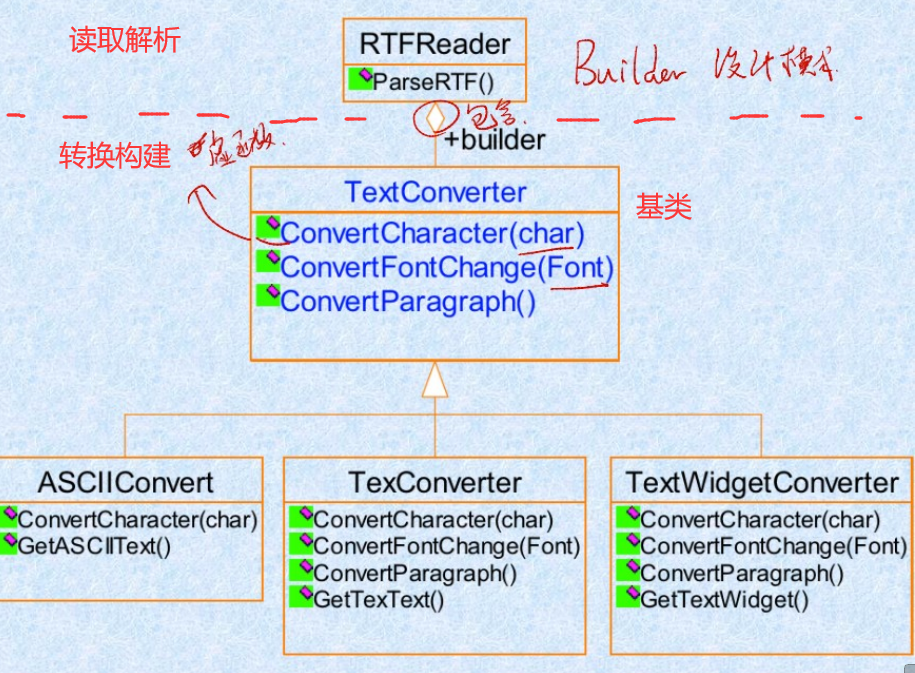 读取解析
RTFReader
ParseRTF()
Builder 设计模式
包含
+builder
转换构建
虚函数
TextConverter
ConvertCharacter(char)
ConvertFontChange(Font)
ConvertParagraph()
基类
ASCIIConvert
ConvertCharacter(char)
GetASCIIText()
TexConverter
ConvertCharacter(char)
ConvertFontChange(Font)
ConvertParagraph()
GetTexText()
TextWidgetConverter
ConvertCharacter(char)
ConvertFontChange(Font)
ConvertParagraph()
GetTextWidget()